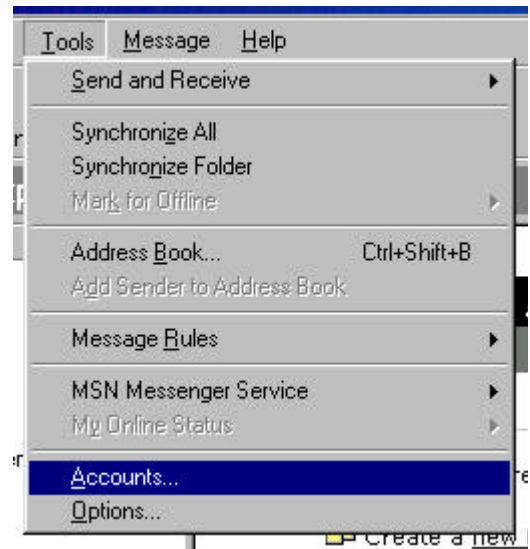 Tools Message Help
Send and Receive
Synchronize All
Synchronize Folder
Mark for Offline
Address Book... Ctrl+Shift+B
Add Sender to Address Book
Message Rules
MSN Messenger Service
My Online Status
Accounts...
Options...
Create a new